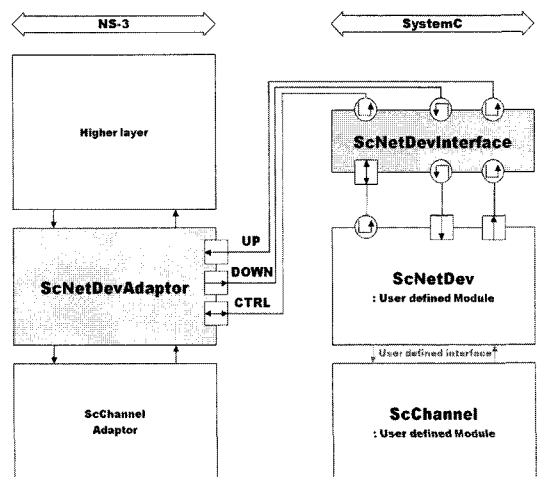 NS-3
SystemC
Higher layer
ScNetDevInterface
UP
DOWN
CTRL
ScNetDevAdaptor
ScNetDev
: User defined Module
User defined interface
ScChannel
Adaptor
ScChannel
: User defined Module